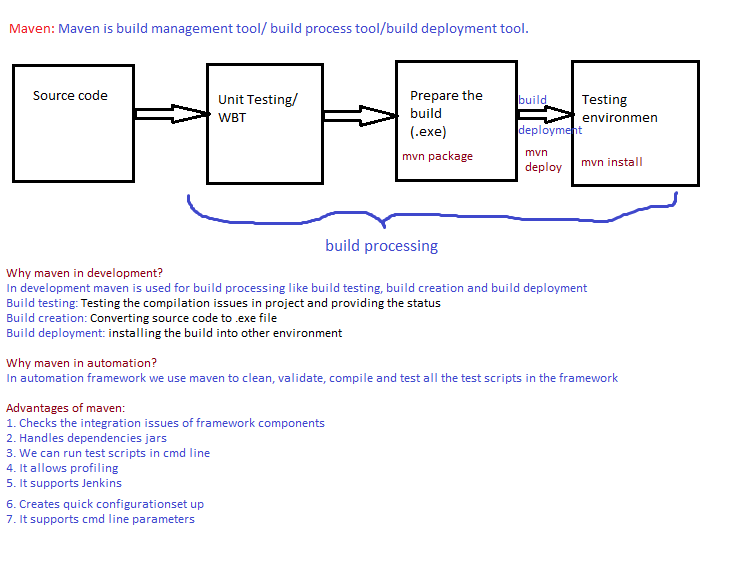 Maven: Maven is build management tool/ build process tool/build deployment tool.
Source code
Unit Testing/
WBT
Prepare the
build
(.exe)
mvn package
build
deployment
mvn
deploy
Testing
environmen
mvn install
build processing
Why maven in development?
In development maven is used for build processing like build testing, build creation and build deployment
Build testing: Testing the compilation issues in project and providing the status
Build creation: Converting source code to .exe file
Build deployment: installing the build into other environment
Why maven in automation?
In automation framework we use maven to clean, validate, compile and test all the test scripts in the framework
Advantages of maven:
1. Checks the integration issues of framework components
2. Handles dependencies jars
3. We can run test scripts in cmd line
4. It allows profiling
5. It supports Jenkins
6. Creates quick configurationset up
7. It supports cmd line parameters